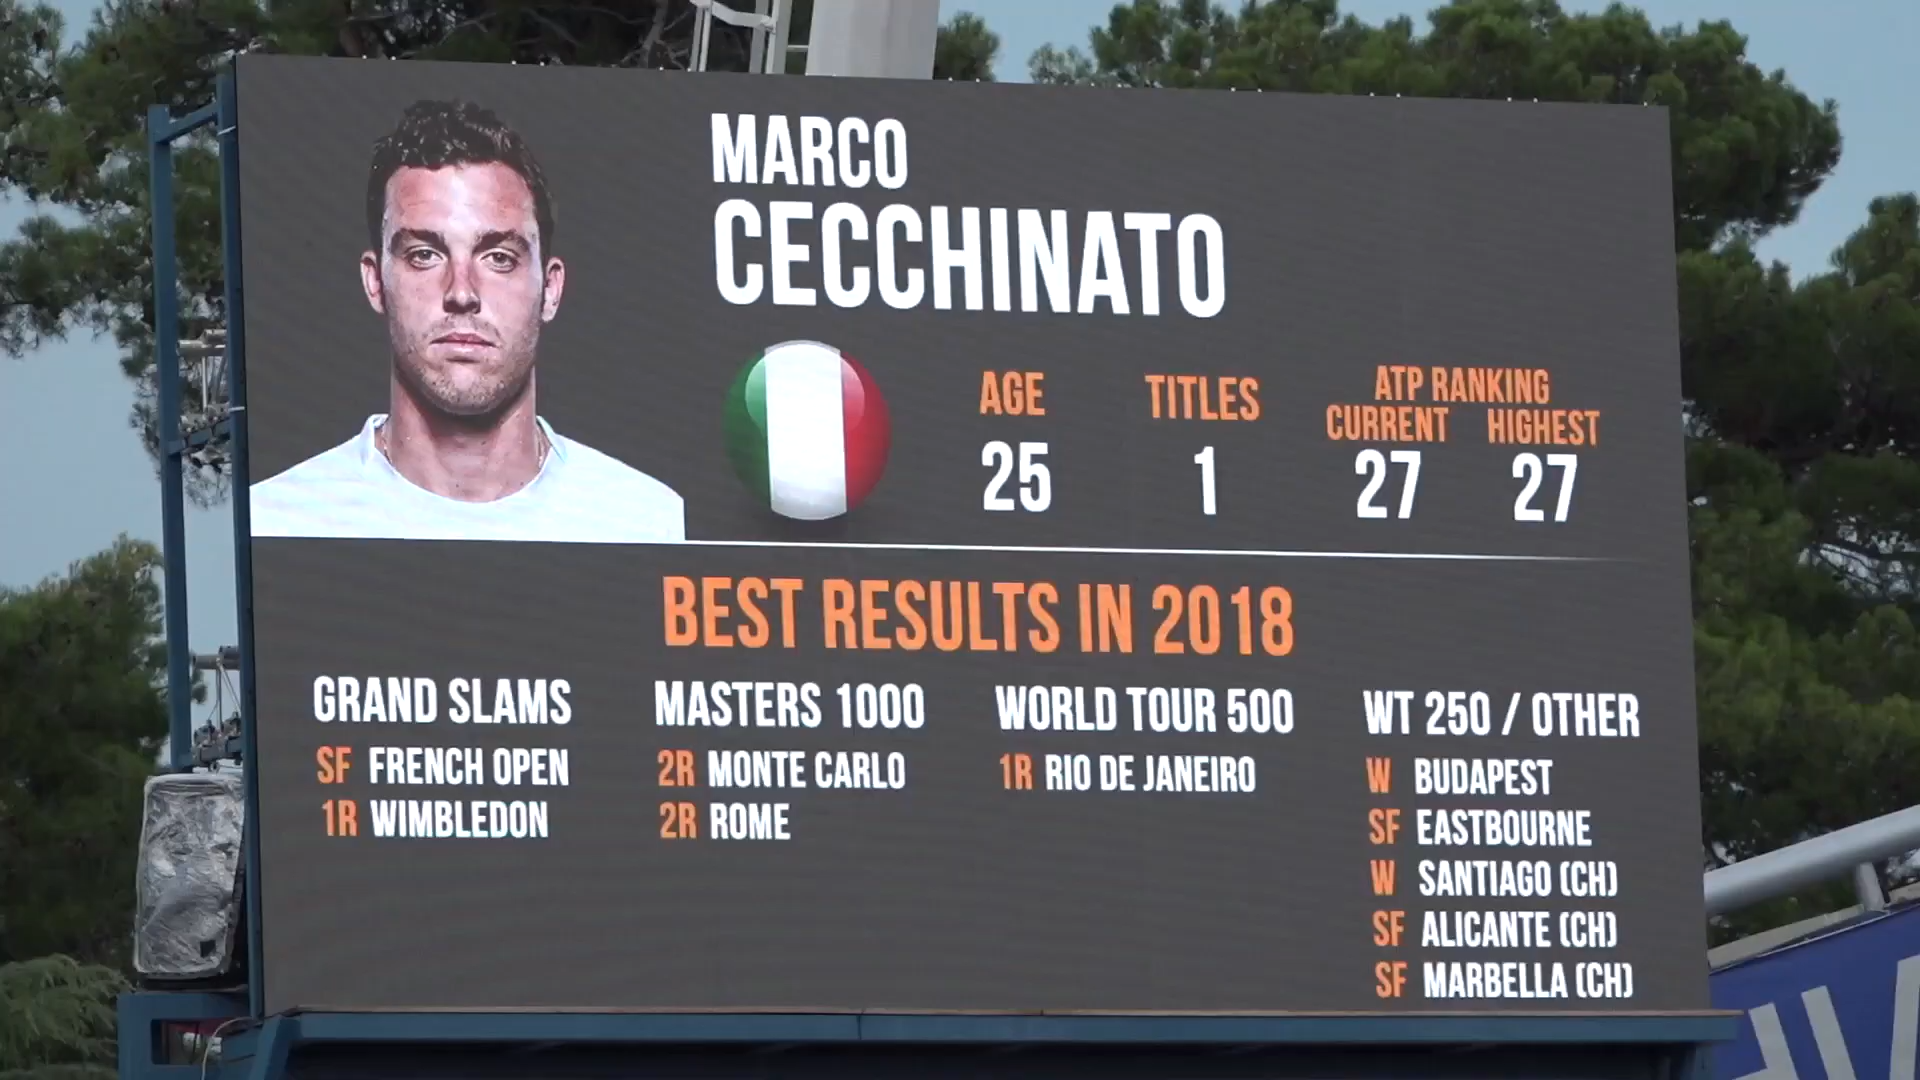 MARCO
CECCHINATO
AGE
25
TITLES
1
ATP RANKING
CURRENT HIGHEST
27 27
BEST RESULTS IN 2018
GRAND SLAMS
SF FRENCH OPEN
1R WIMBLEDON
MASTERS 1000
2R MONTE CARLO
2R ROME
WORLD TOUR 500
1R RIO DE JANEIRO
WT 250 / OTHER
W BUDAPEST
SF EASTBOURNE
W SANTIAGO (CH)
SF ALICANTE (CH)
SF MARBELLA (CH)